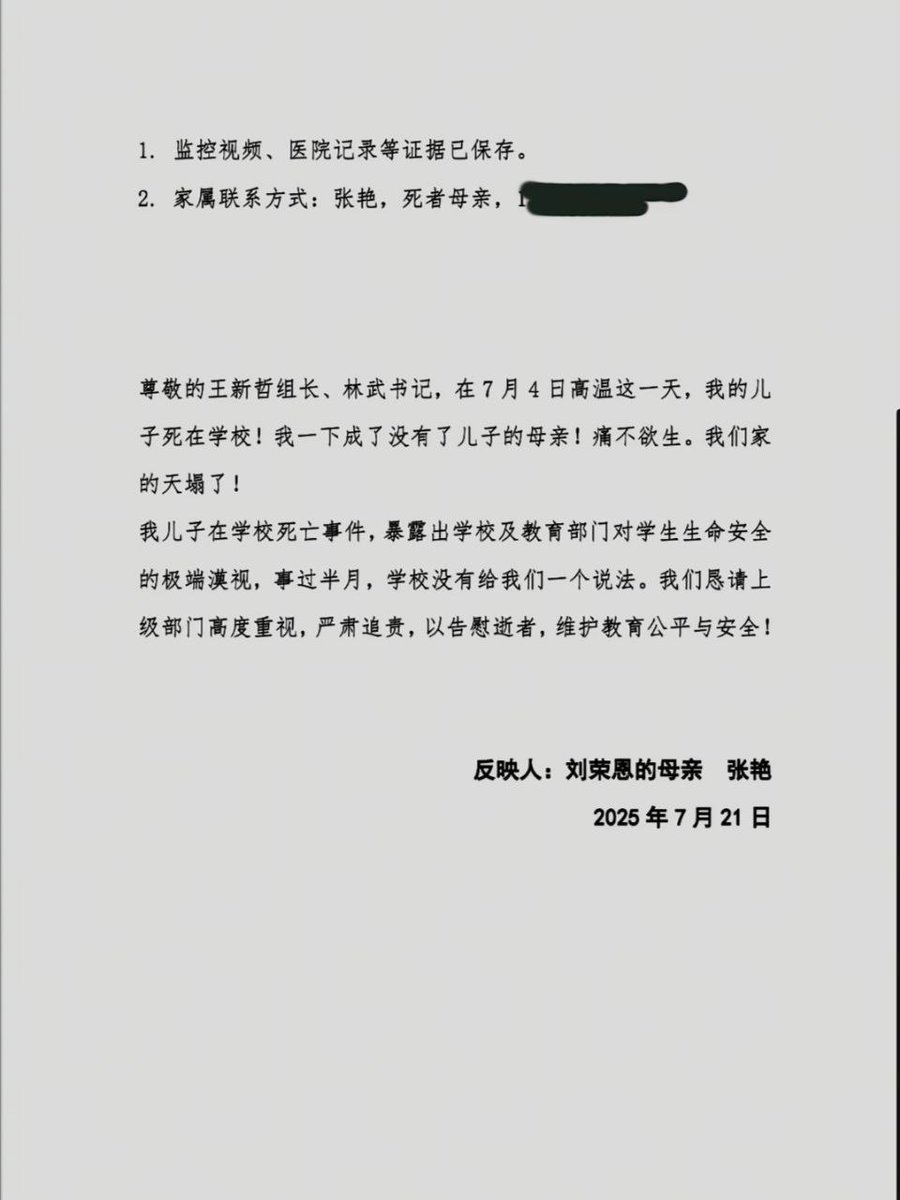 1. 监控视频、医院记录等证据已保存。
2. 家属联系方式：张艳，死者母亲，1
尊敬的王新哲组长、林武书记，在7月4日高温这一天，我的儿
子死在学校！我一下成了没有了儿子的母亲！痛不欲生。我们家
的天塌了！
我儿子在学校死亡事件，暴露出学校及教育部门对学生生命安全
的极端漠视，事过半月，学校没有给我们一个说法。我们恳请上
级部门高度重视，严肃追责，以告慰逝者，维护教育公平与安全！
反映人：刘荣恩的母亲 张艳
2025年7月21日